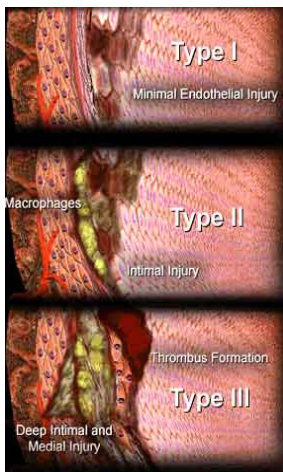 Type I
Minimal Endothelial Injury
Macrophages
Type II
Intimal Injury
Thrombus Formation
Type III
Deep Intimal and
Medial Injury